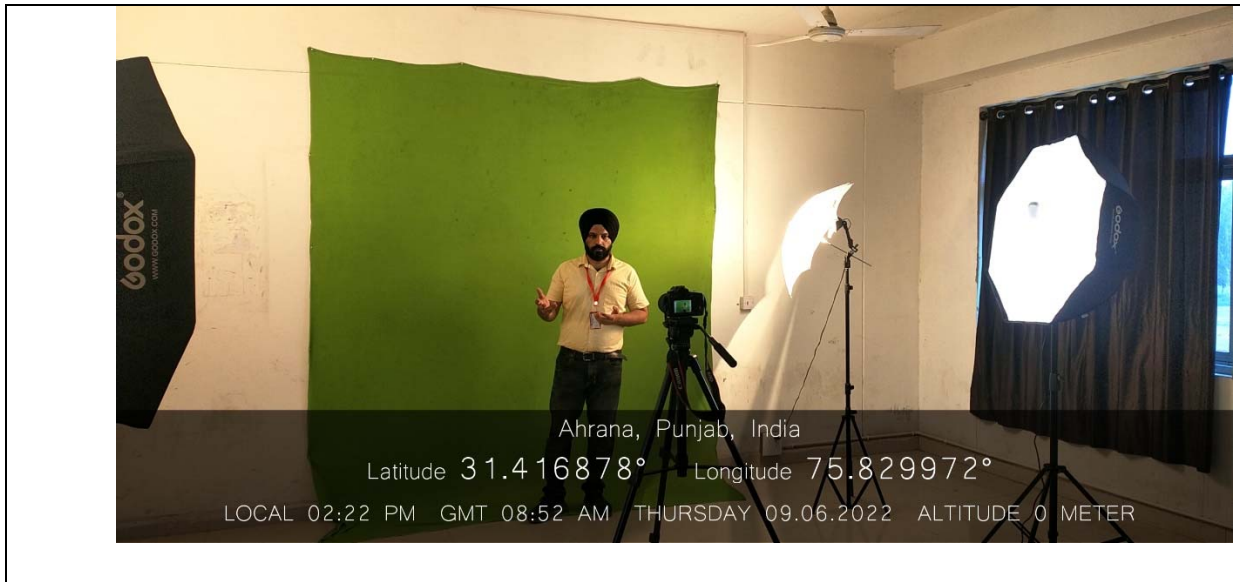 Godox®
WWW.GODOX.COM
Godox
Ahrana, Punjab, India
Latitude 31.416878° Longitude 75.829972°
LOCAL 02:22 PM GMT 08:52 AM THURSDAY 09.06.2022 ALTITUDE 0 METER